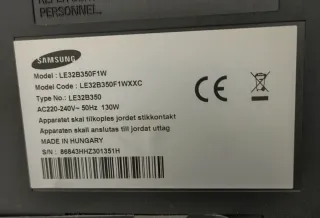 PERSONNEL.
SAMSUNG
Model : LE32B350F1W
Model Code : LE32B350F1WXXC
Type No.: LE32B350
AC220-240V~ 50Hz 130W
Apparatet skal tilkoples jordet stikkontakt
Apparaten skall anslutas till jordat uttag
MADE IN HUNGARY
S/N : 86843HHZ301351H
CE